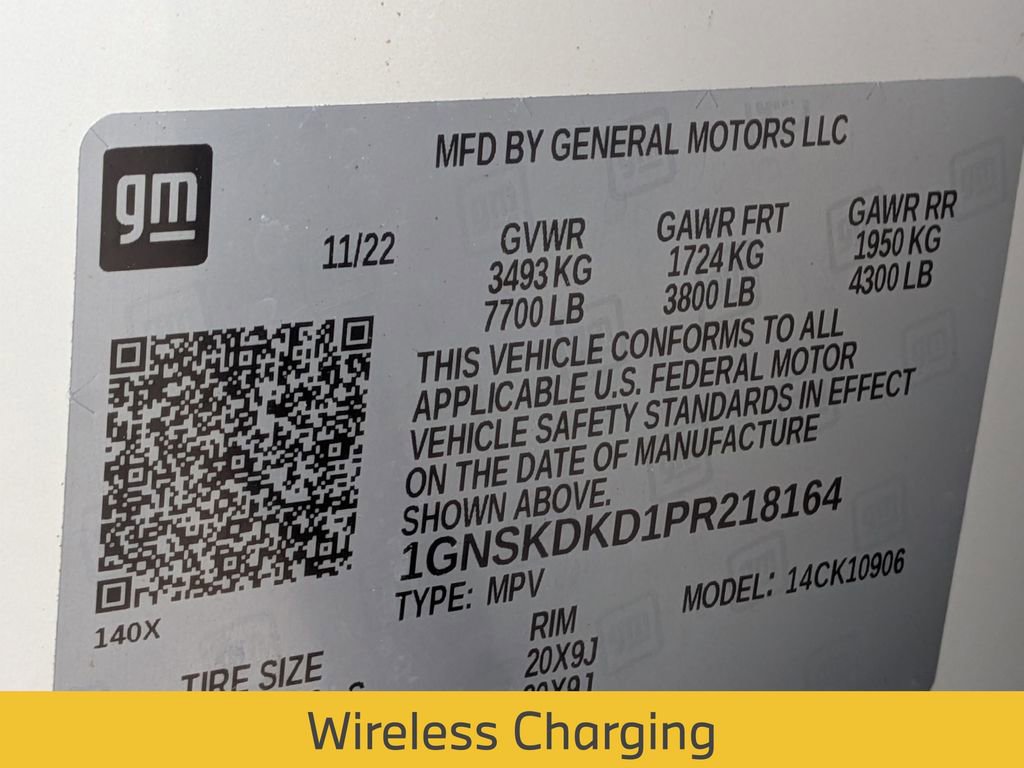 gm
MFD BY GENERAL MOTORS LLC
11/22
GVWR
3493 KG
7700 LB
GAWR FRT
1724 KG
3800 LB
GAWR RR
1950 KG
4300 LB
THIS VEHICLE CONFORMS TO ALL
APPLICABLE U.S. FEDERAL MOTOR
VEHICLE SAFETY STANDARDS IN EFFECT
ON THE DATE OF MANUFACTURE
SHOWN ABOVE.
1GNSKDKD1PR218164
TYPE: MPV
MODEL: 14CK10906
140X
TIRE SIZE
RIM
20X9J
20X9J
Wireless Charging